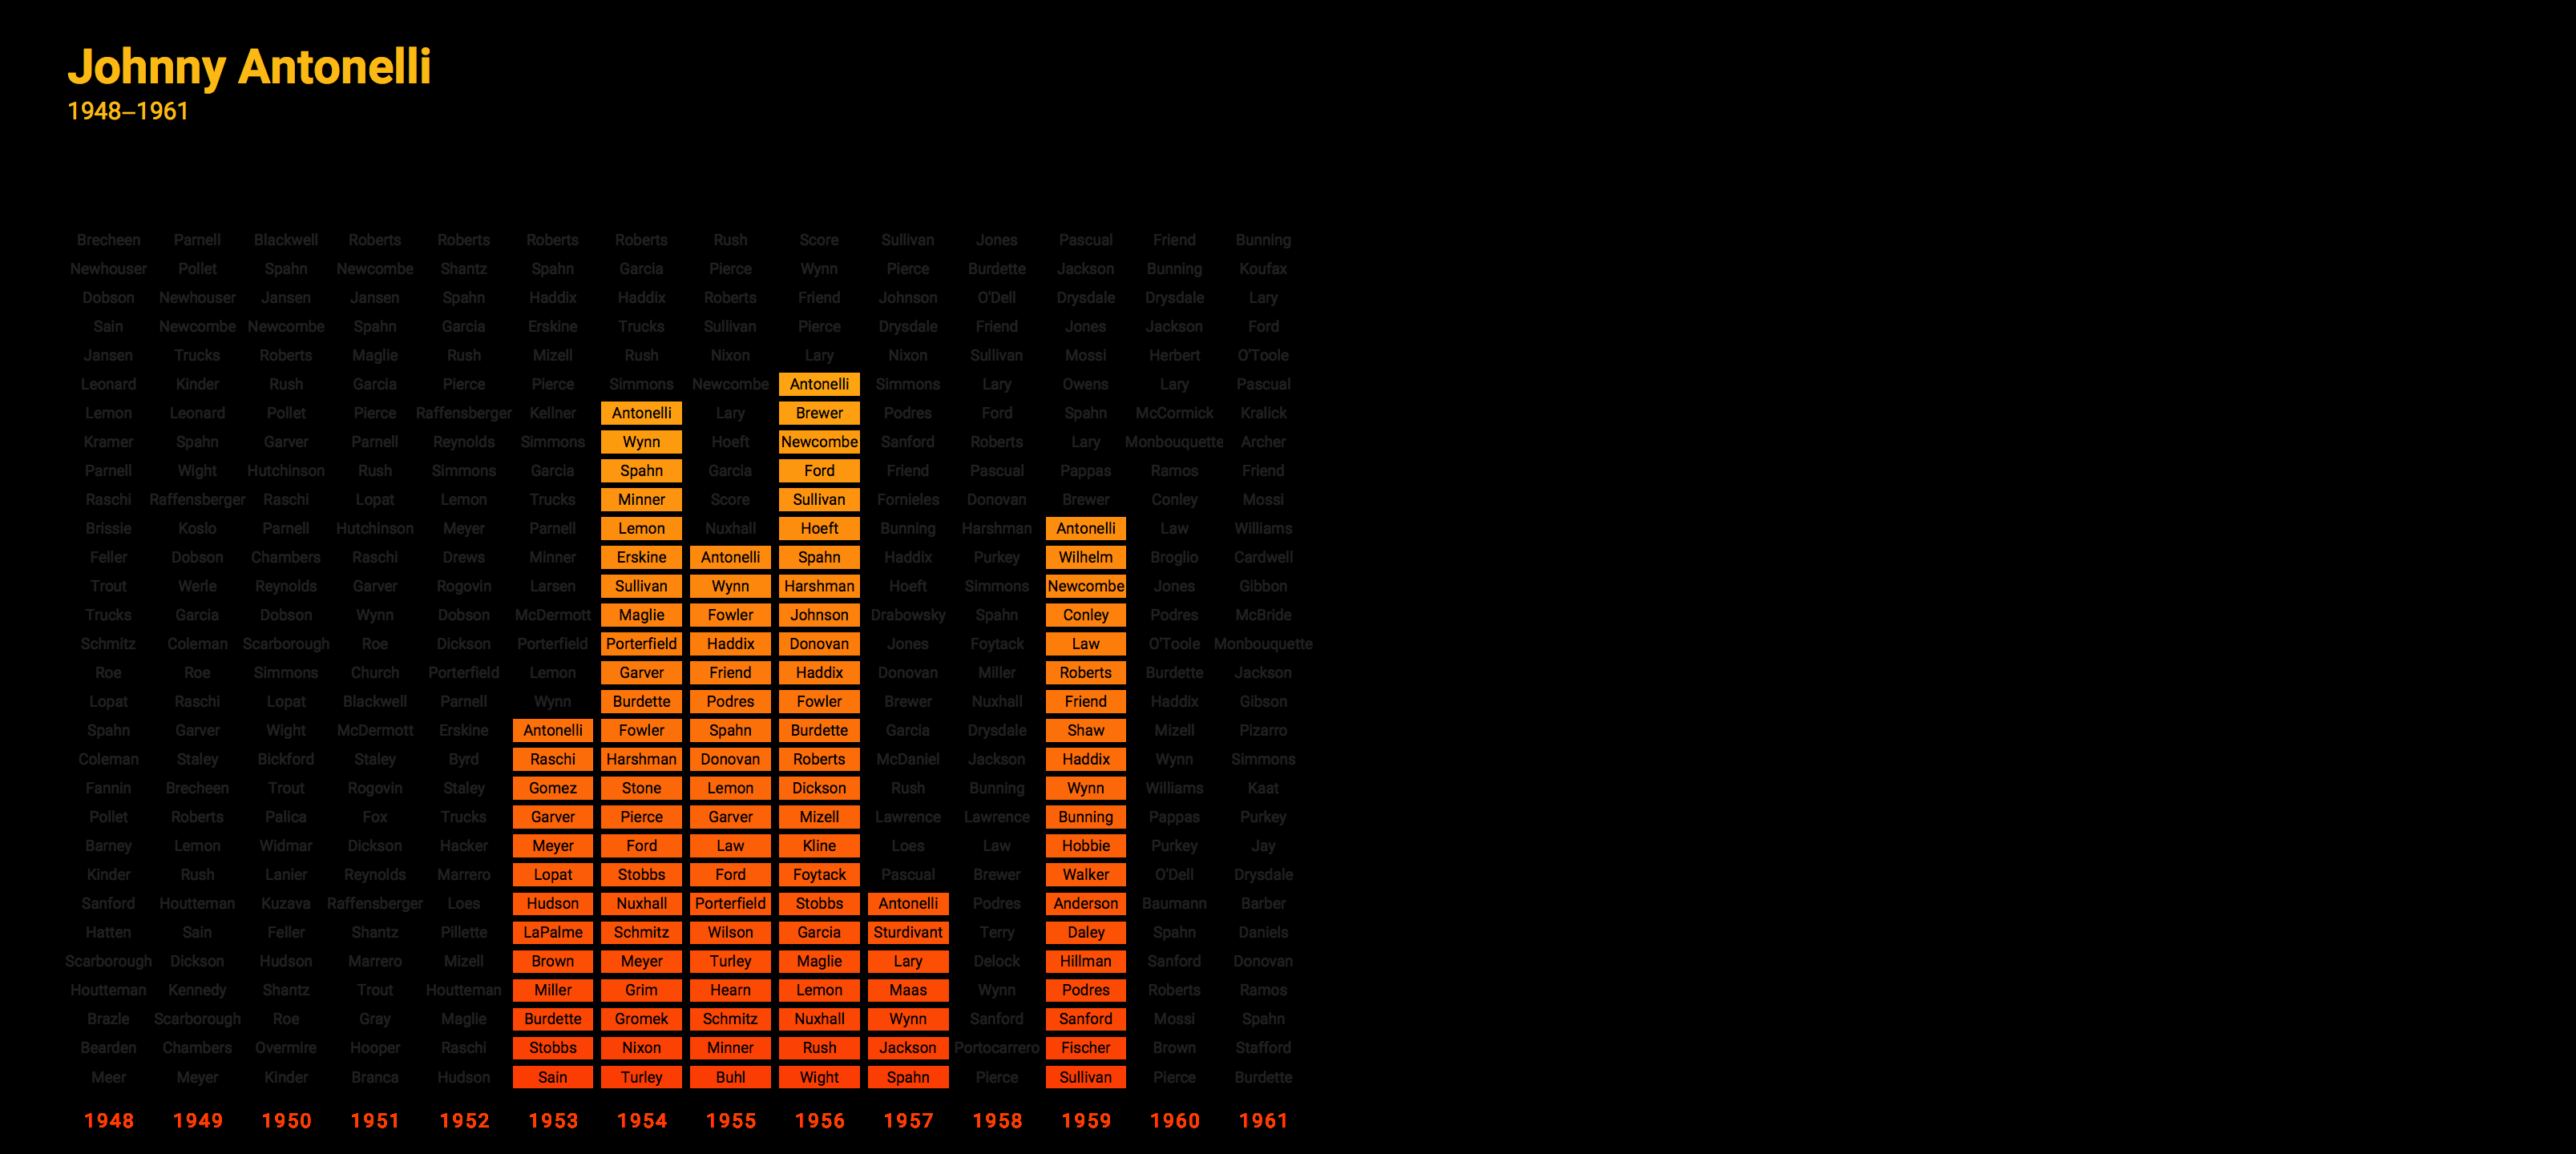 Johnny Antonelli
1948–1961
Brecheen Parnell Blackwell Roberts Roberts Roberts Roberts Rush Score Sullivan Jones Pascual Friend Bunning
Newhouser Pollet Spahn Newcombe Shantz Spahn Garcia Pierce Wynn Pierce Burdette Jackson Bunning Koufax
Dobson Newhouser Jansen Jansen Spahn Haddix Haddix Roberts Friend Johnson O'Dell Drysdale Drysdale Lary
Sain Newcombe Newcombe Spahn Garcia Erskine Trucks Sullivan Pierce Drysdale Friend Jones Jackson Ford
Jansen Trucks Roberts Maglie Rush Mizell Rush Nixon Lary Nixon Sullivan Mossi Herbert O'Toole
Leonard Kinder Rush Garcia Pierce Pierce Simmons Newcombe Antonelli Simmons Lary Owens Lary Pascual
Lemon Leonard Pollet Pierce Raffensberger Kellner Antonelli Lary Brewer Podres Ford Spahn McCormick Kralick
Kramer Spahn Garver Parnell Reynolds Simmons Wynn Hoeft Newcombe Sanford Roberts Lary Monbouquette Archer
Parnell Wight Hutchinson Rush Simmons Garcia Spahn Garcia Ford Friend Pascual Pappas Ramos Friend
Raschi Raffensberger Raschi Lopat Lemon Trucks Minner Score Sullivan Fornieles Donovan Brewer Conley Mossi
Brissie Koslo Parnell Hutchinson Meyer Parnell Lemon Nuxhall Hoeft Bunning Harshman Antonelli Law Williams
Feller Dobson Chambers Raschi Drews Minner Erskine Antonelli Spahn Haddix Purkey Wilhelm Broglio Cardwell
Trout Werle Reynolds Garver Rogovin Larsen Sullivan Wynn Harshman Hoeft Simmons Newcombe Jones Gibbon
Trucks Garcia Dobson Wynn Dobson McDermott Maglie Fowler Johnson Drabowsky Spahn Conley Podres McBride
Schmitz Coleman Scarborough Roe Dickson Porterfield Porterfield Haddix Donovan Jones Foytack Law O'Toole Monbouquette
Roe Roe Simmons Church Porterfield Lemon Garver Friend Haddix Donovan Miller Roberts Burdette Jackson
Lopat Raschi Lopat Blackwell Parnell Wynn Burdette Podres Fowler Brewer Nuxhall Friend Haddix Gibson
Spahn Garver Wight McDermott Erskine Antonelli Fowler Spahn Burdette Garcia Drysdale Shaw Mizell Pizarro
Coleman Staley Bickford Staley Byrd Raschi Harshman Donovan Roberts McDaniel Jackson Haddix Wynn Simmons
Fannin Brecheen Trout Rogovin Staley Gomez Stone Lemon Dickson Rush Bunning Wynn Williams Kaat
Pollet Roberts Palica Fox Trucks Garver Pierce Garver Mizell Lawrence Lawrence Bunning Pappas Purkey
Barney Lemon Widmar Dickson Hacker Meyer Ford Law Kline Loes Law Hobbie Purkey Jay
Kinder Rush Lanier Reynolds Marrero Lopat Stobbs Ford Foytack Pascual Brewer Walker O'Dell Drysdale
Sanford Houtteman Kuzava Raffensberger Loes Hudson Nuxhall Porterfield Stobbs Antonelli Podres Anderson Baumann Barber
Hatten Sain Feller Shantz Pillette LaPalme Schmitz Wilson Garcia Sturdivant Terry Daley Spahn Daniels
Scarborough Dickson Hudson Marrero Mizell Brown Meyer Turley Maglie Lary Delock Hillman Sanford Donovan
Houtteman Kennedy Shantz Trout Houtteman Miller Grim Hearn Lemon Maas Wynn Podres Roberts Ramos
Brazle Scarborough Roe Gray Maglie Burdette Gromek Schmitz Nuxhall Wynn Sanford Sanford Mossi Spahn
Bearden Chambers Overmire Hooper Raschi Stobbs Nixon Minner Rush Jackson Portocarrero Fischer Brown Stafford
Meer Meyer Kinder Branca Hudson Sain Turley Buhl Wight Spahn Pierce Sullivan Pierce Burdette
1948 1949 1950 1951 1952 1953 1954 1955 1956 1957 1958 1959 1960 1961